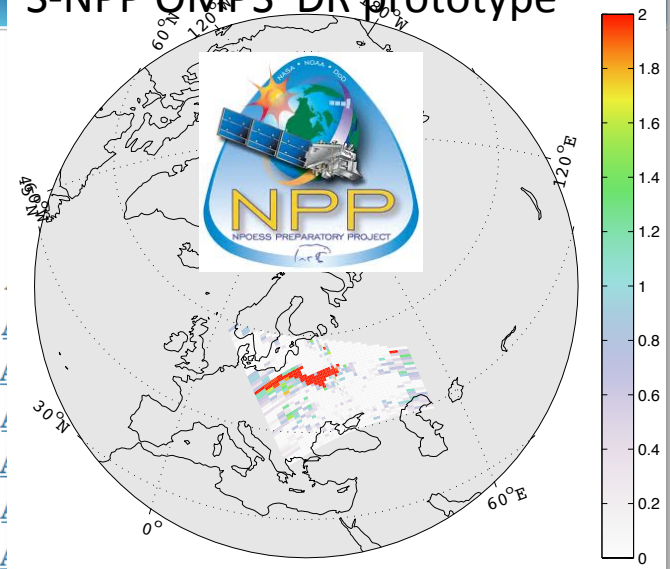 S-NPP OMPS DR prototype
60°N
120°W
120°E
30°N
0°
60°E
NASA • NOAA • DoD
NPP
NPOESS PREPARATORY PROJECT
2
1.8
1.6
1.4
1.2
1
0.8
0.6
0.4
0.2
0